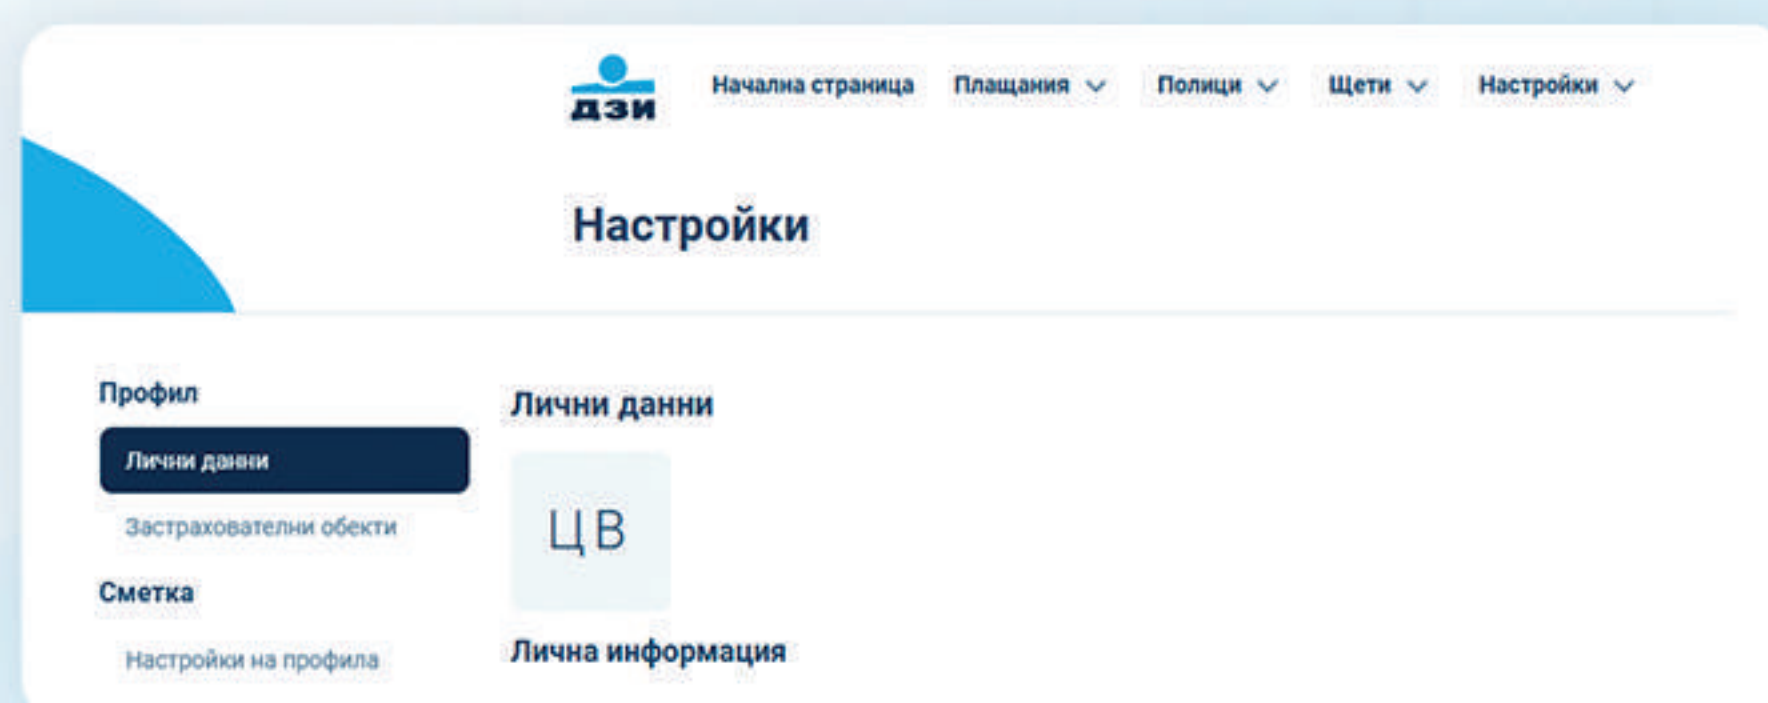 ДЗИ
Начална страница Плащания Полици Щети Настройки
Настройки
Профил
Лични данни
Застрахователни обекти
Сметка
Настройки на профила
Лични данни
ЦВ
Лична информация